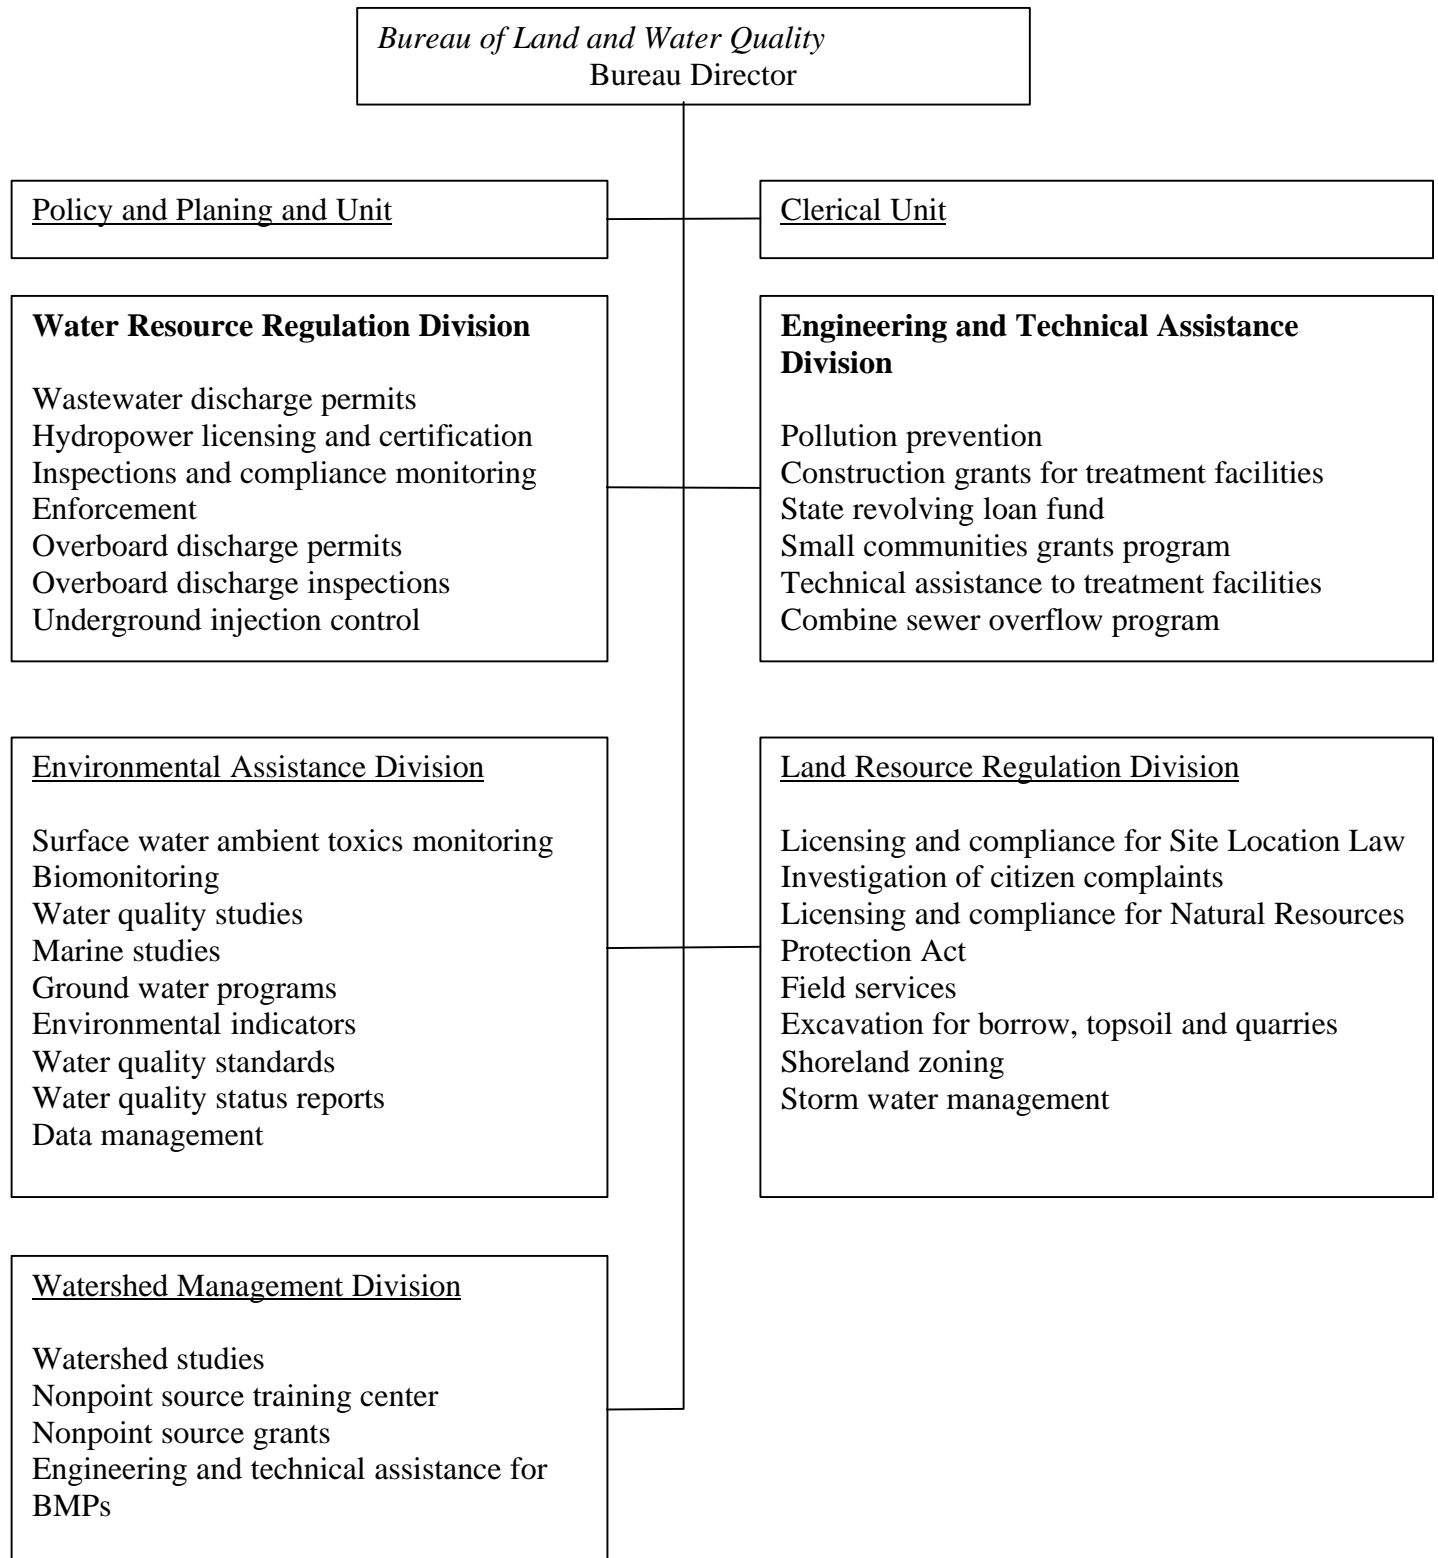 Bureau of Land and Water Quality
Bureau Director
Policy and Planing and Unit
Clerical Unit
Water Resource Regulation Division
Wastewater discharge permits
Hydropower licensing and certification
Inspections and compliance monitoring
Enforcement
Overboard discharge permits
Overboard discharge inspections
Underground injection control
Engineering and Technical Assistance
Division
Pollution prevention
Construction grants for treatment facilities
State revolving loan fund
Small communities grants program
Technical assistance to treatment facilities
Combine sewer overflow program
Environmental Assistance Division
Surface water ambient toxics monitoring
Biomonitoring
Water quality studies
Marine studies
Ground water programs
Environmental indicators
Water quality standards
Water quality status reports
Data management
Land Resource Regulation Division
Licensing and compliance for Site Location Law
Investigation of citizen complaints
Licensing and compliance for Natural Resources
Protection Act
Field services
Excavation for borrow, topsoil and quarries
Shoreland zoning
Storm water management
Watershed Management Division
Watershed studies
Nonpoint source training center
Nonpoint source grants
Engineering and technical assistance for
BMPs